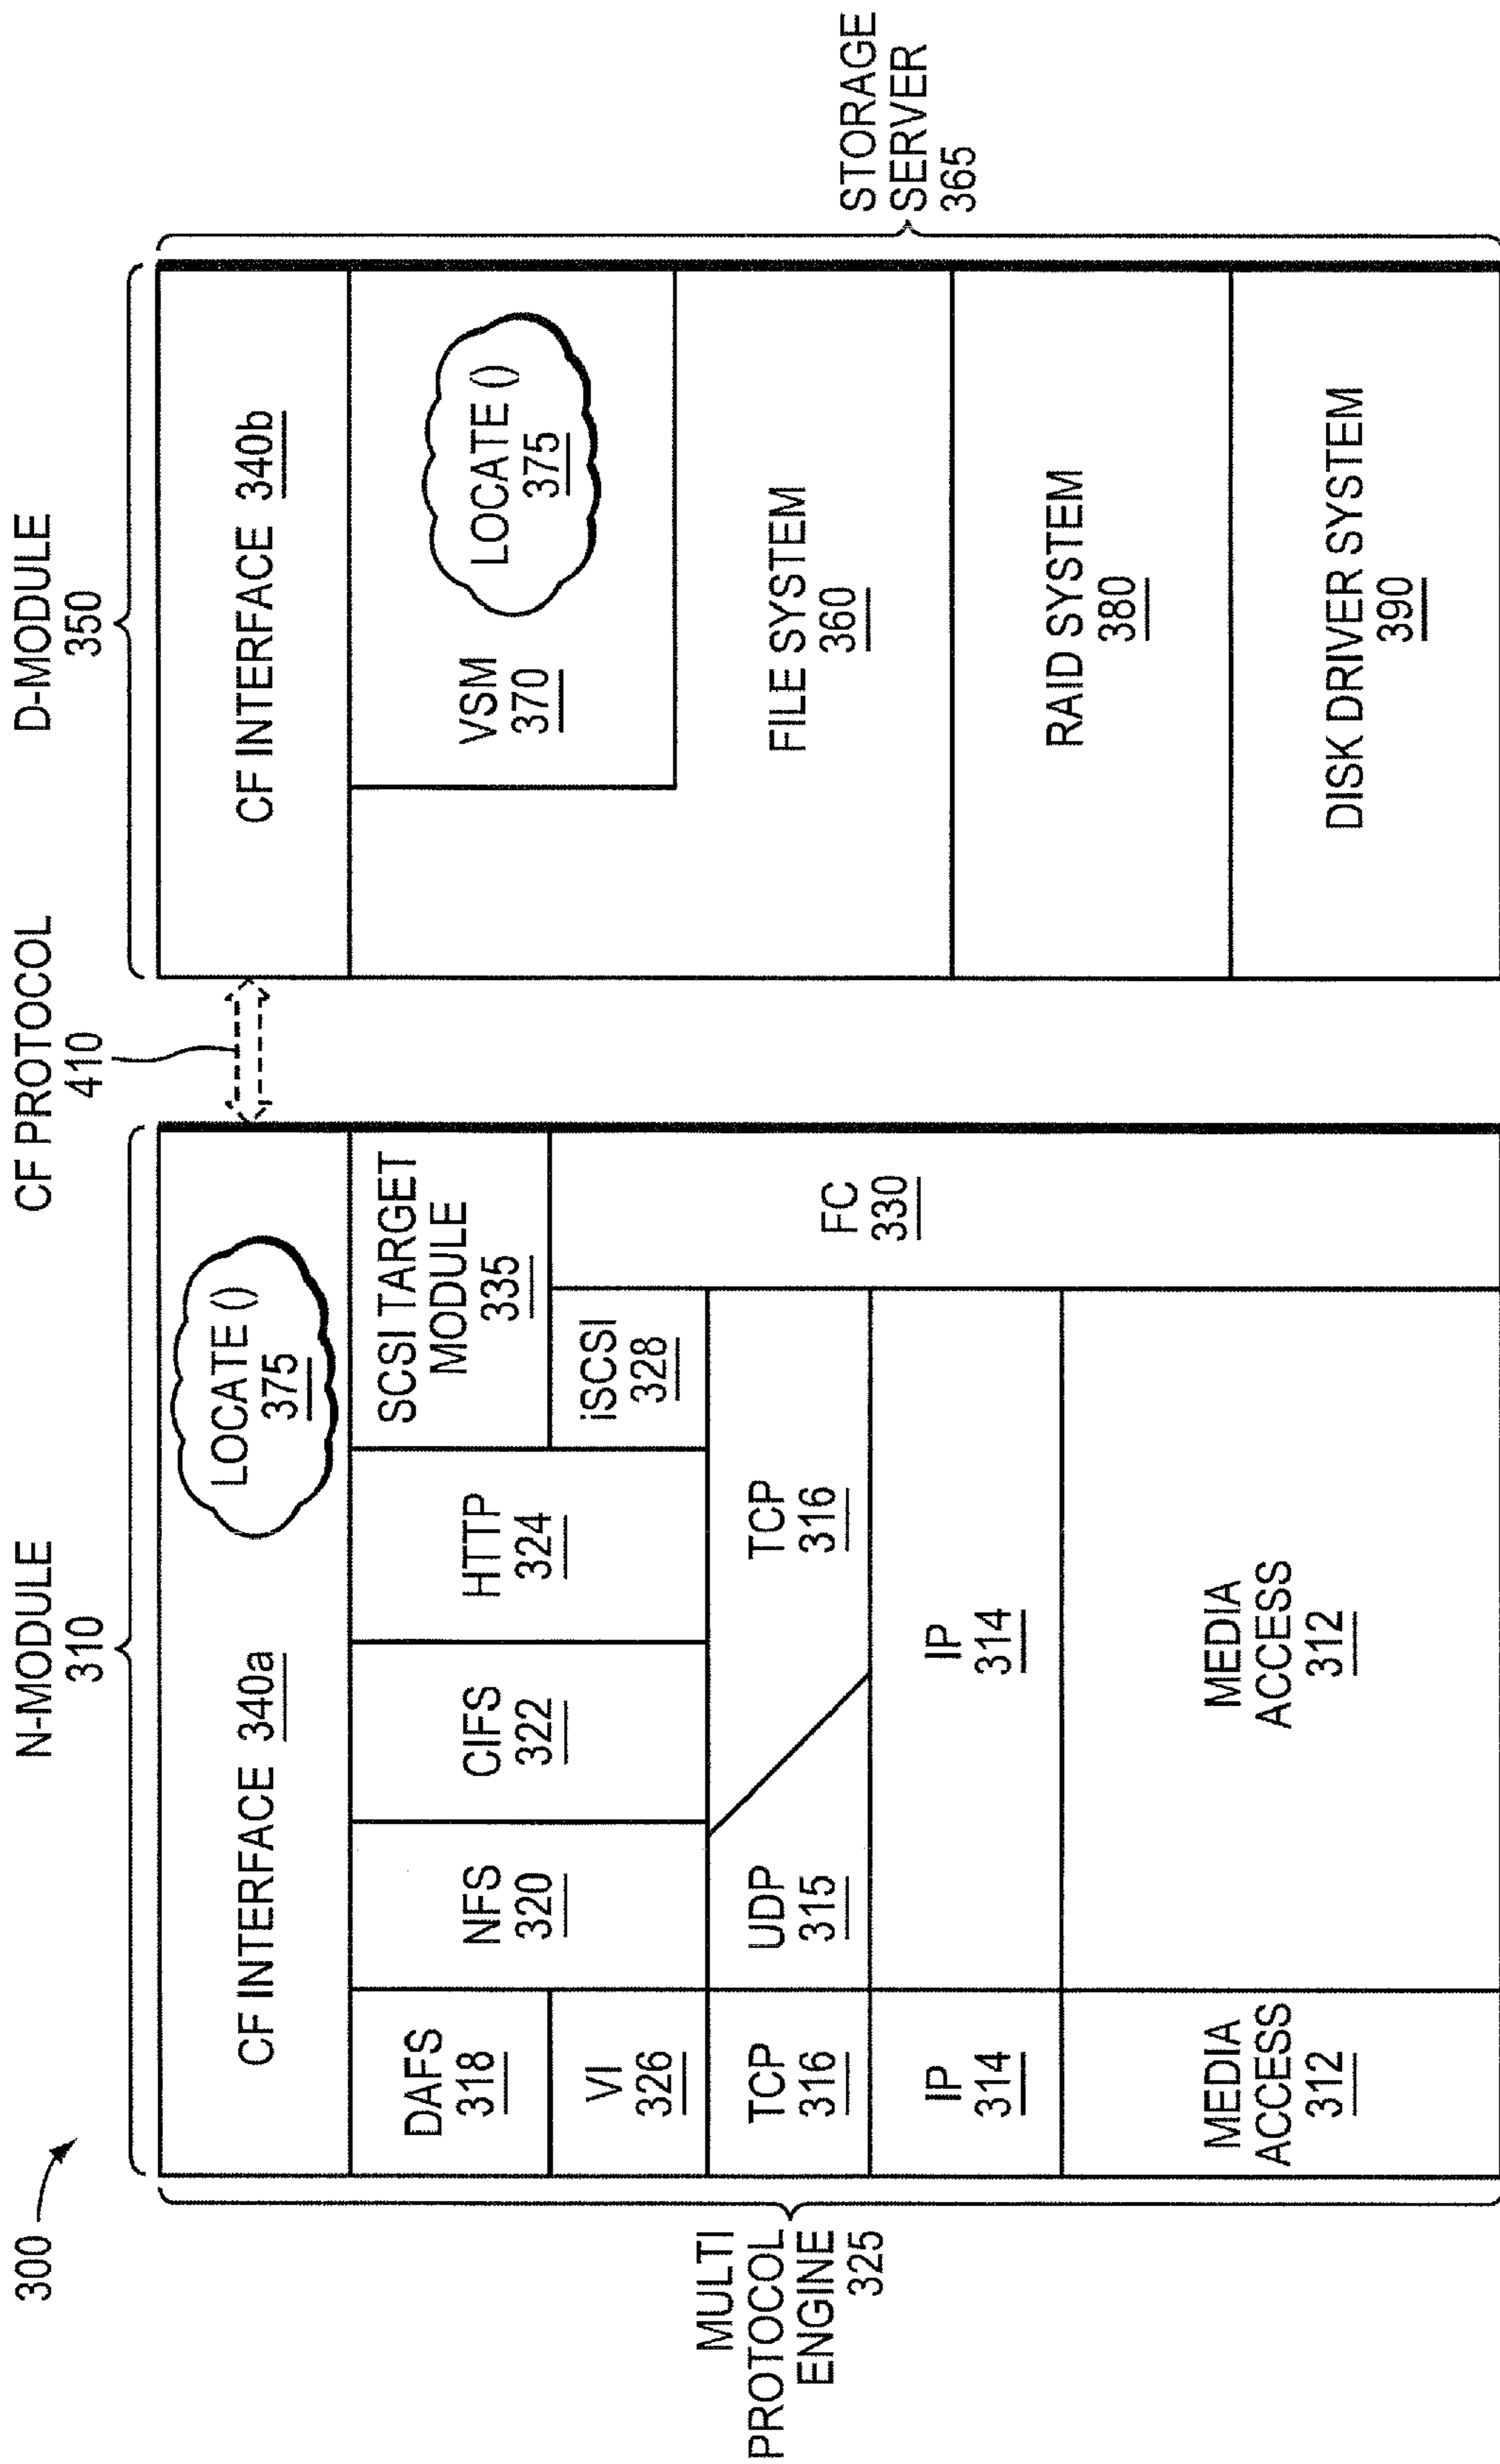 300
N-MODULE
310
CF PROTOCOL
410
D-MODULE
350
MULTI
PROTOCOL
ENGINE
325
CF INTERFACE 340a
LOCATE ()
375
DAFS
318
VI
326
TCP
316
IP
314
MEDIA
ACCESS
312
NFS
320
CIFS
322
HTTP
324
SCSI TARGET
MODULE
335
iSCSI
328
FC
330
UDP
315
TCP
316
IP
314
MEDIA
ACCESS
312
CF INTERFACE 340b
VSM
370
LOCATE ()
375
FILE SYSTEM
360
RAID SYSTEM
380
DISK DRIVER SYSTEM
390
STORAGE
SERVER
365